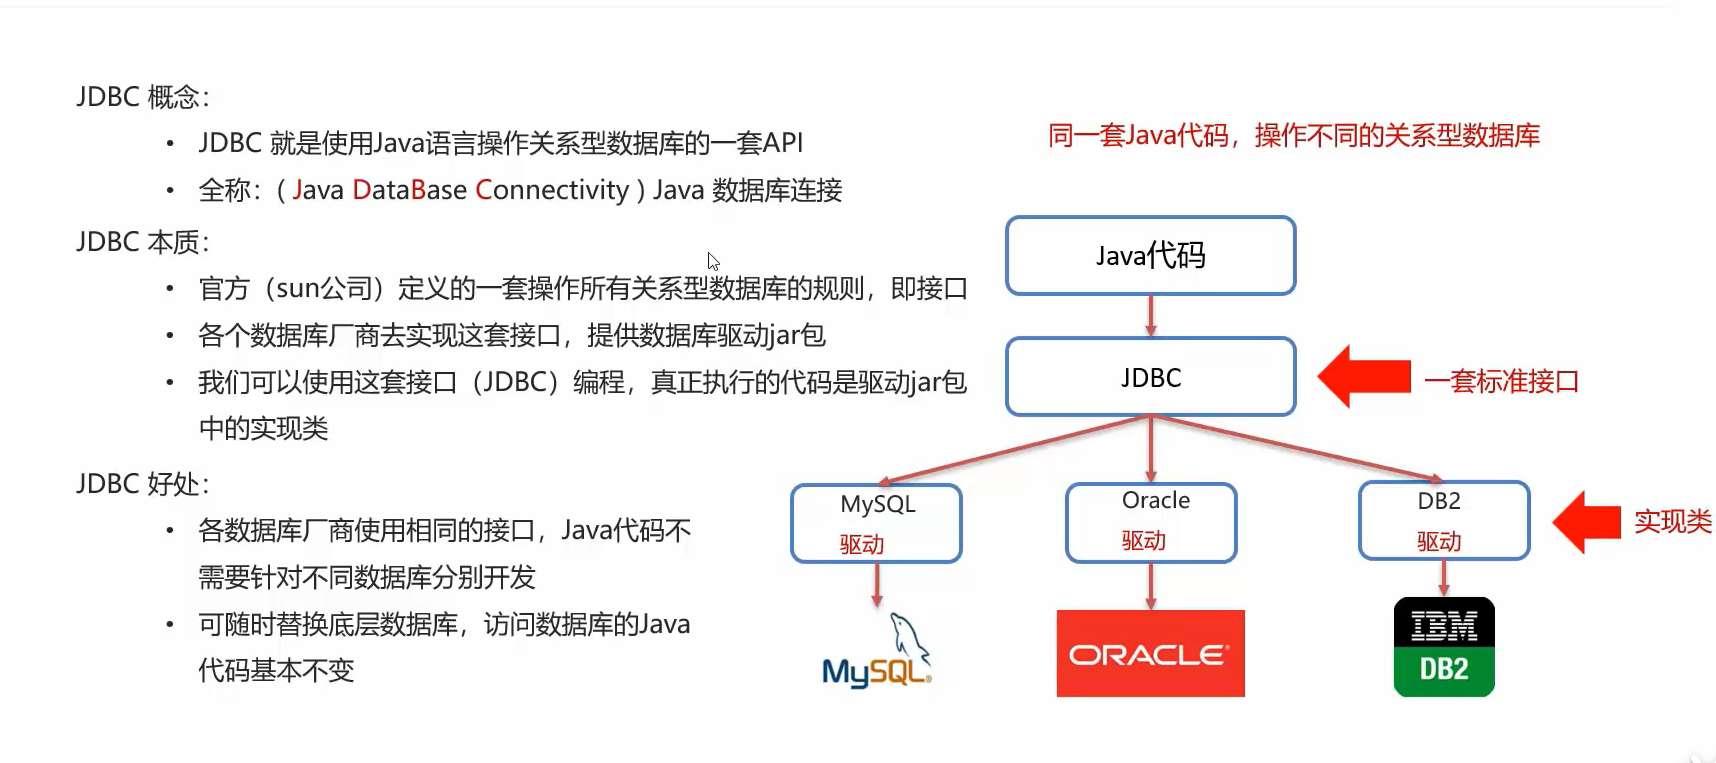 JDBC 概念：
• JDBC 就是使用Java语言操作关系型数据库的一套API
• 全称：( Java DataBase Connectivity ) Java 数据库连接
JDBC 本质：
• 官方（sun公司）定义的一套操作所有关系型数据库的规则，即接口
• 各个数据库厂商去实现这套接口，提供数据库驱动jar包
• 我们可以使用这套接口（JDBC）编程，真正执行的代码是驱动jar包
中的实现类
JDBC 好处：
• 各数据库厂商使用相同的接口，Java代码不
需要针对不同数据库分别开发
• 可随时替换底层数据库，访问数据库的Java
代码基本不变
同一套Java代码，操作不同的关系型数据库
Java代码
JDBC
一套标准接口
MySQL
驱动
Oracle
驱动
DB2
驱动
实现类
MySQL®
ORACLE®
IBM
DB2